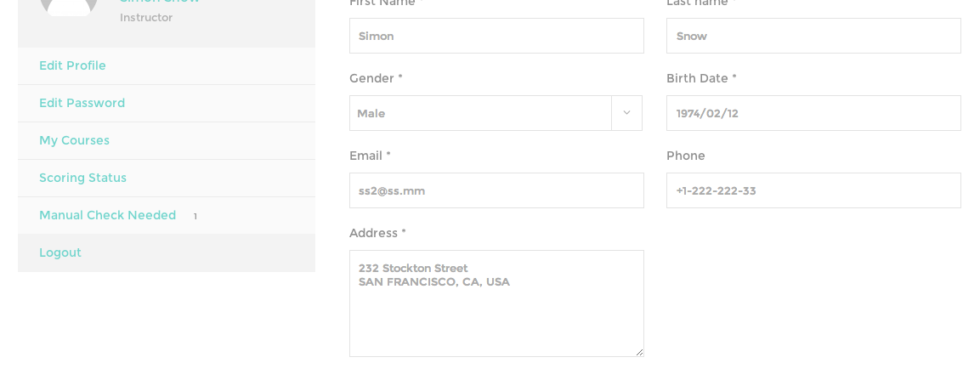 Simon Snow
Instructor
Edit Profile
Edit Password
My Courses
Scoring Status
Manual Check Needed 1
Logout
First Name *
Last name *
Simon
Snow
Gender *
Birth Date *
Male
1974/02/12
Email *
Phone
ss2@ss.mm
+1-222-222-33
Address *
232 Stockton Street
SAN FRANCISCO, CA, USA